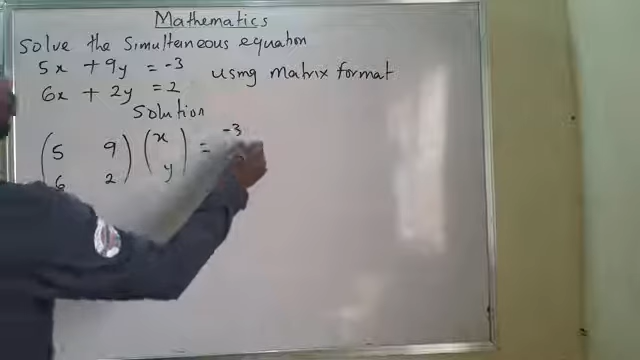 Mathematics
Solve the Simultaneous equation
5x + 9y = -3 using Matrix format
6x + 2y = 2
Solution
(5 9) (x) = -3
(6 2) (y)